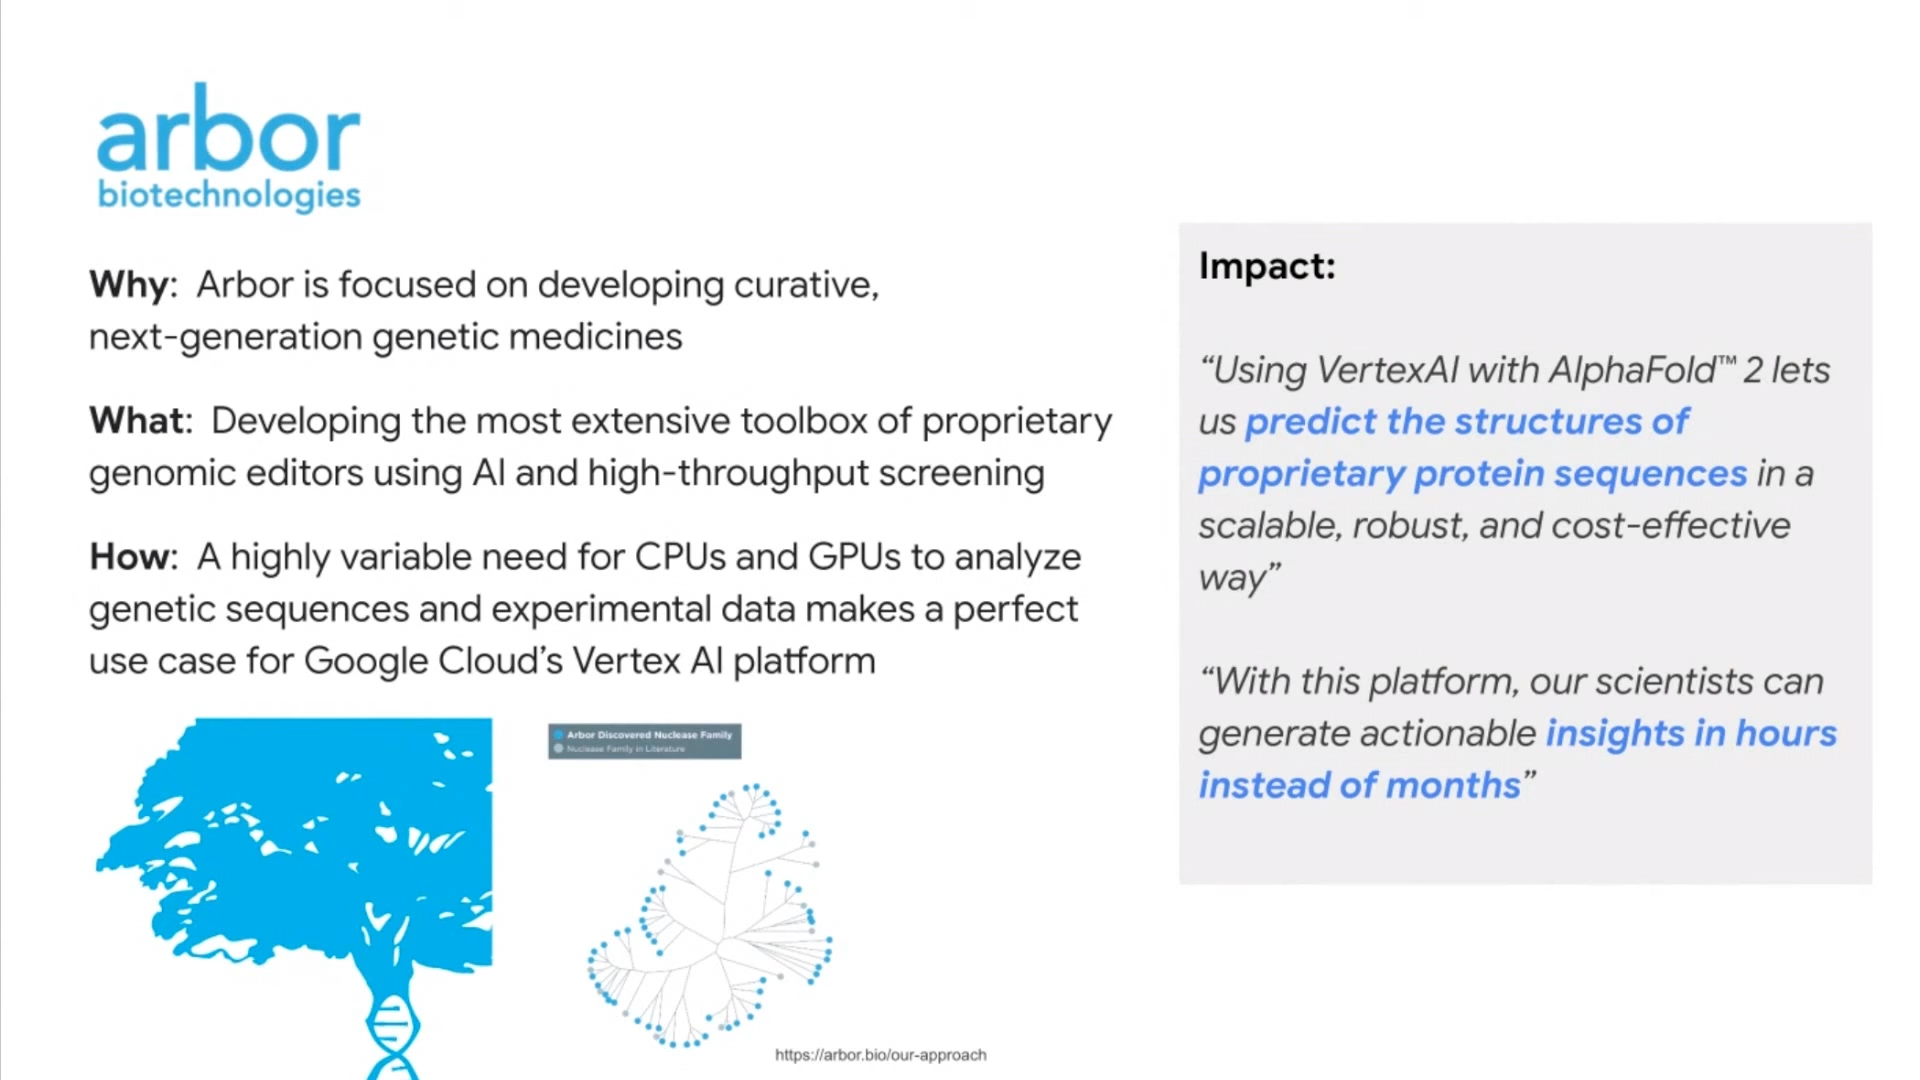 arbor
biotechnologies
Why:  Arbor is focused on developing curative,
next-generation genetic medicines
What:  Developing the most extensive toolbox of proprietary
genomic editors using AI and high-throughput screening
How:  A highly variable need for CPUs and GPUs to analyze
genetic sequences and experimental data makes a perfect
use case for Google Cloud’s Vertex AI platform
Arbor Discovered Nuclease Family
Nuclease Family in Literature
https://arbor.bio/our-approach
Impact:
“Using VertexAI with AlphaFold™ 2 lets
us predict the structures of
proprietary protein sequences in a
scalable, robust, and cost-effective
way”
“With this platform, our scientists can
generate actionable insights in hours
instead of months”